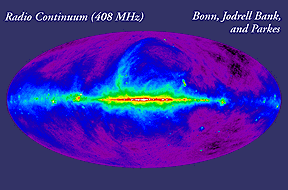 Radio Continuum (408 MHz)
Bonn, Jodrell Bank,
and Parkes